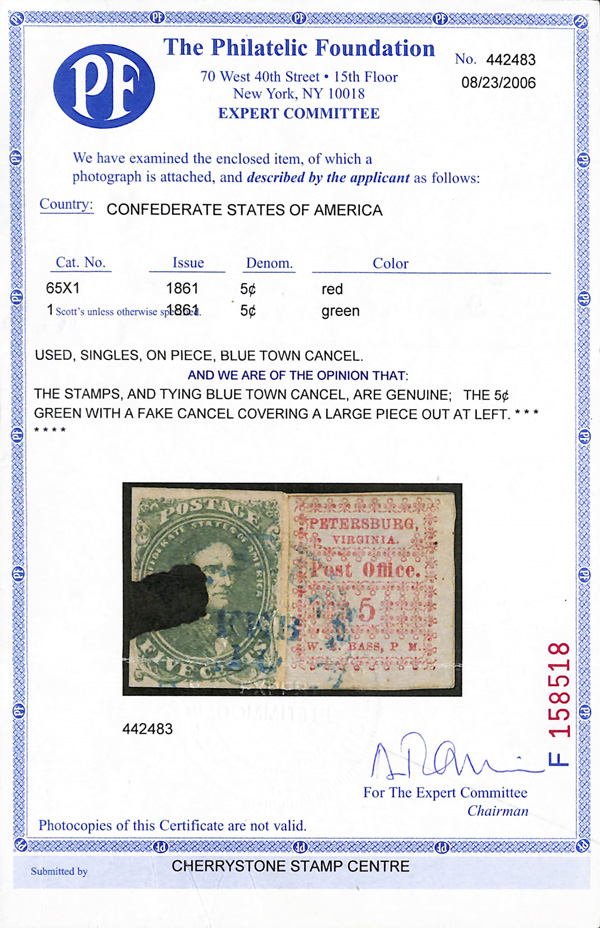 PF
The Philatelic Foundation
70 West 40th Street • 15th Floor
New York, NY 10018
EXPERT COMMITTEE
No. 442483
08/23/2006
We have examined the enclosed item, of which a
photograph is attached, and described by the applicant as follows:
Country: CONFEDERATE STATES OF AMERICA
Cat. No. Issue Denom. Color
65X1 1861 5¢ red
1 Scott's unless otherwise specified. 1861 5¢ green
USED, SINGLES, ON PIECE, BLUE TOWN CANCEL.
AND WE ARE OF THE OPINION THAT:
THE STAMPS, AND TYING BLUE TOWN CANCEL, ARE GENUINE; THE 5¢
GREEN WITH A FAKE CANCEL COVERING A LARGE PIECE OUT AT LEFT. * * *
* * * *
POSTAGE
STATES OF AMERICA
FIVE
FEB
PETERSBURG,
VIRGINIA.
Post Office.
5
W. E. BASS, P. M.
442483
F 158518
For The Expert Committee
Chairman
Photocopies of this Certificate are not valid.
Submitted by CHERRYSTONE STAMP CENTRE